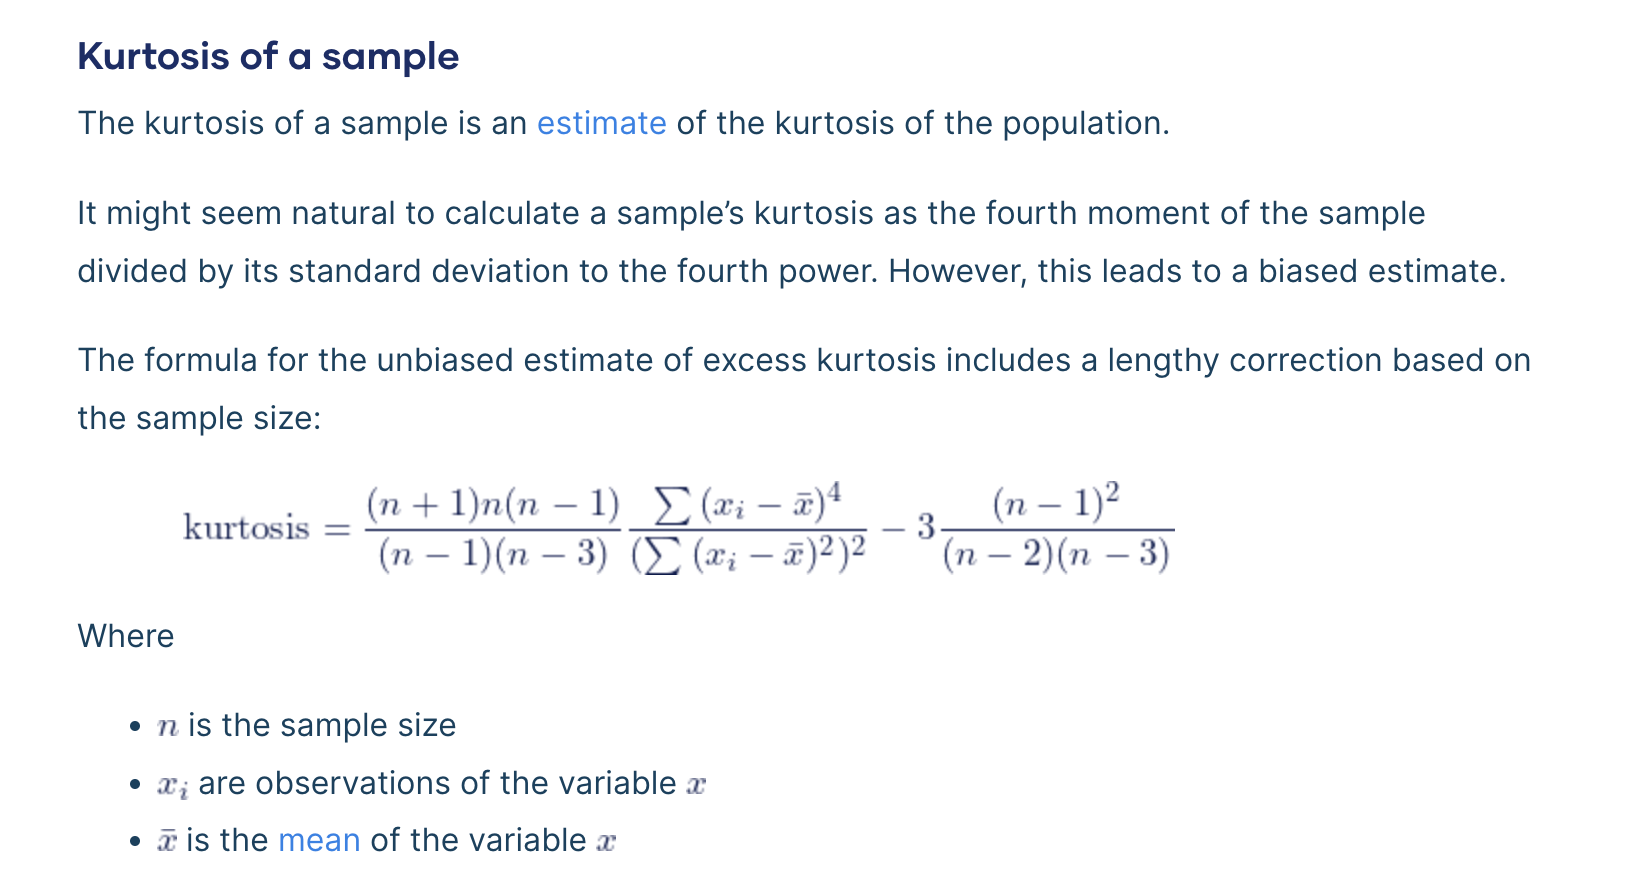 Kurtosis of a sample
The kurtosis of a sample is an estimate of the kurtosis of the population.
It might seem natural to calculate a sample’s kurtosis as the fourth moment of the sample
divided by its standard deviation to the fourth power. However, this leads to a biased estimate.
The formula for the unbiased estimate of excess kurtosis includes a lengthy correction based on
the sample size:
kurtosis = \frac{(n + 1)n(n − 1)}{(n − 1)(n − 3)} \frac{\sum (x_i − \bar{x})^4}{(\sum (x_i − \bar{x})^2)^2} − 3 \frac{(n − 1)^2}{(n − 2)(n − 3)}
Where
• n is the sample size
• x_i are observations of the variable x
• \bar{x} is the mean of the variable x